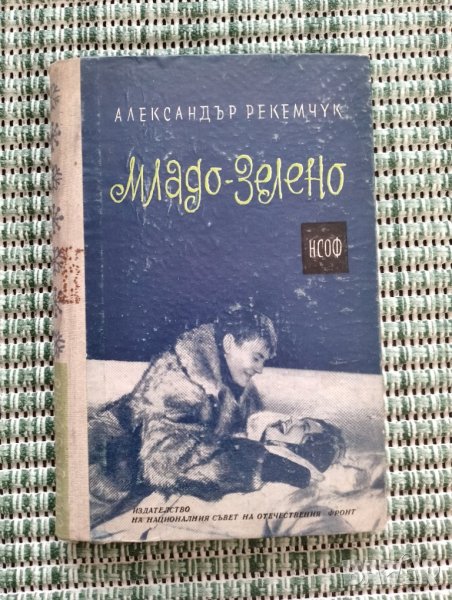 АЛЕКСАНДЪР РЕКЕМЧУК
МЛАДО-ЗЕЛЕНО
НСОФ
ИЗДАТЕЛСТВО
НА НАЦИОНАЛНИЯ СЪВЕТ НА ОТЕЧЕСТВЕНИЯ ФРОНТ